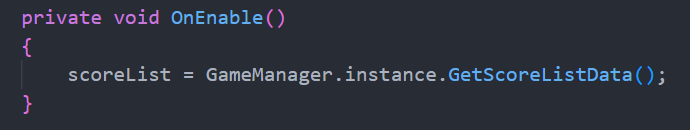 private void OnEnable()
{
    scoreList = GameManager.instance.GetScoreListData();
}